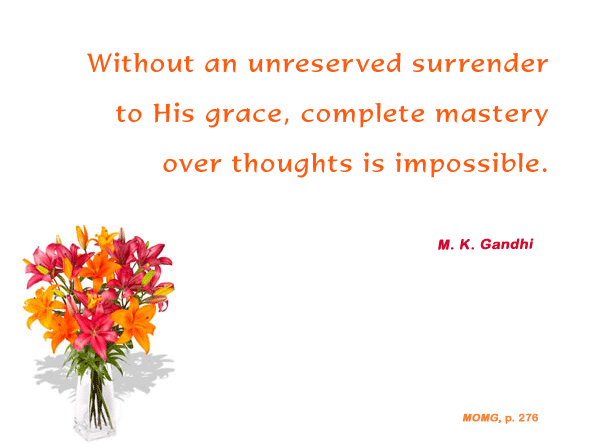 Without an unreserved surrender
to His grace, complete mastery
over thoughts is impossible.
M. K. Gandhi
MOMG, p. 276